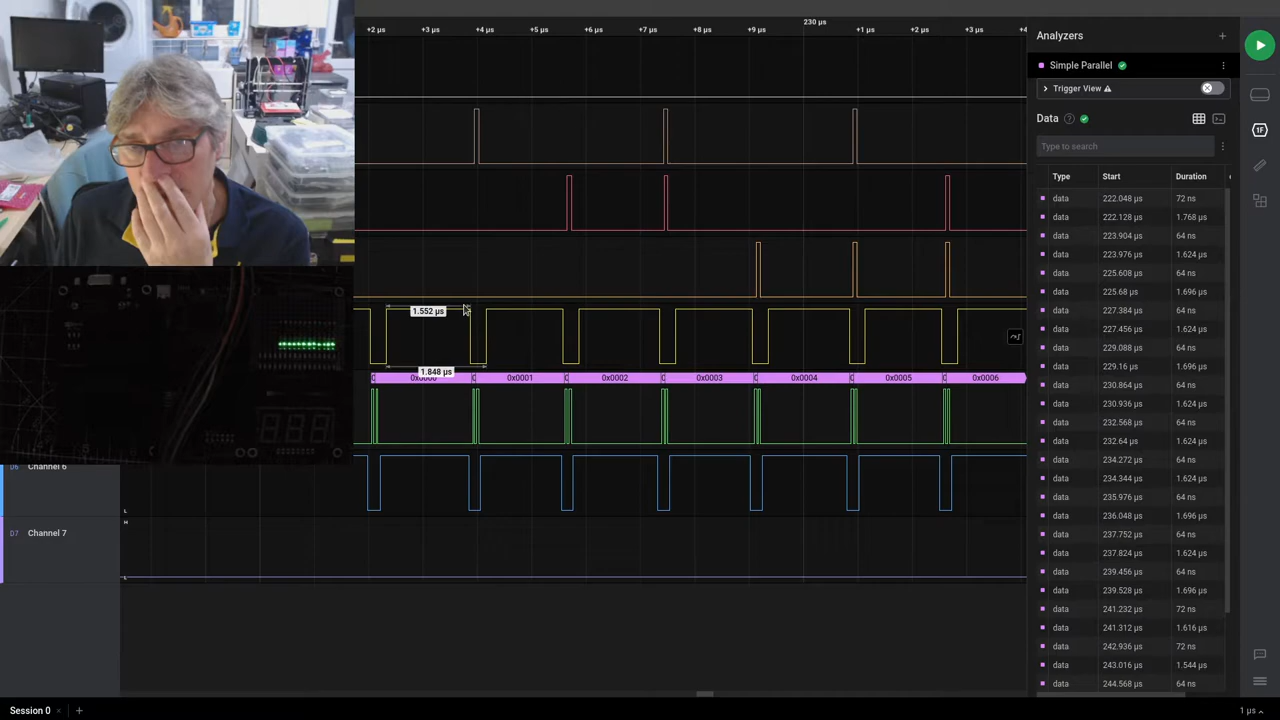 +2 μs +3 μs +4 μs +5 μs +6 μs +7 μs +8 μs +9 μs 230 μs +1 μs +2 μs +3 μs +4
1.552 μs
1.848 μs
0x0000 0x0001 0x0002 0x0003 0x0004 0x0005 0x0006
D6 Channel 6
L
H
D7 Channel 7
L
Session 0
Analyzers
Simple Parallel
Trigger View
Data
Type to search
Type Start Duration
data 222.048 μs 72 ns
data 222.128 μs 1.768 μs
data 223.904 μs 64 ns
data 223.976 μs 1.624 μs
data 225.608 μs 64 ns
data 225.68 μs 1.696 μs
data 227.384 μs 64 ns
data 227.456 μs 1.624 μs
data 229.088 μs 64 ns
data 229.16 μs 1.696 μs
data 230.864 μs 64 ns
data 230.936 μs 1.624 μs
data 232.568 μs 64 ns
data 232.64 μs 1.624 μs
data 234.272 μs 64 ns
data 234.344 μs 1.624 μs
data 235.976 μs 64 ns
data 236.048 μs 1.696 μs
data 237.752 μs 64 ns
data 237.824 μs 1.624 μs
data 239.456 μs 64 ns
data 239.528 μs 1.696 μs
data 241.232 μs 72 ns
data 241.312 μs 1.616 μs
data 242.936 μs 72 ns
data 243.016 μs 1.544 μs
data 244.568 μs 64 ns
1F
1 μs